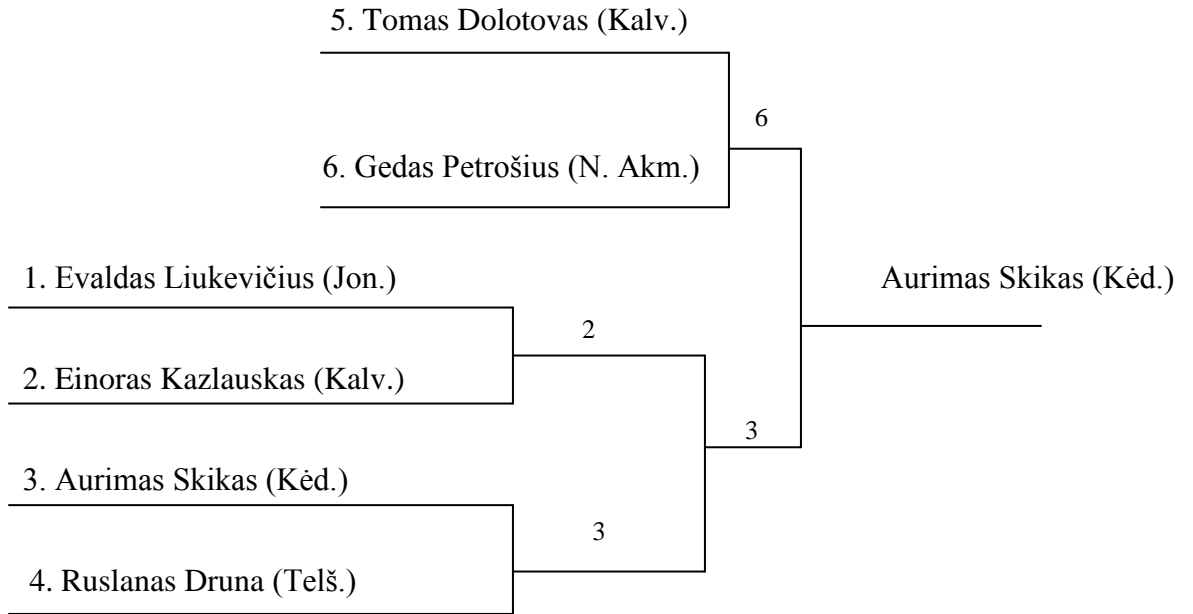 5. Tomas Dolotovas (Kalv.)
6
6. Gedas Petrošius (N. Akm.)
1. Evaldas Liukevičius (Jon.)
Aurimas Skikas (Kėd.)
2
2. Einoras Kazlauskas (Kalv.)
3
3. Aurimas Skikas (Kėd.)
3
4. Ruslanas Druna (Telš.)